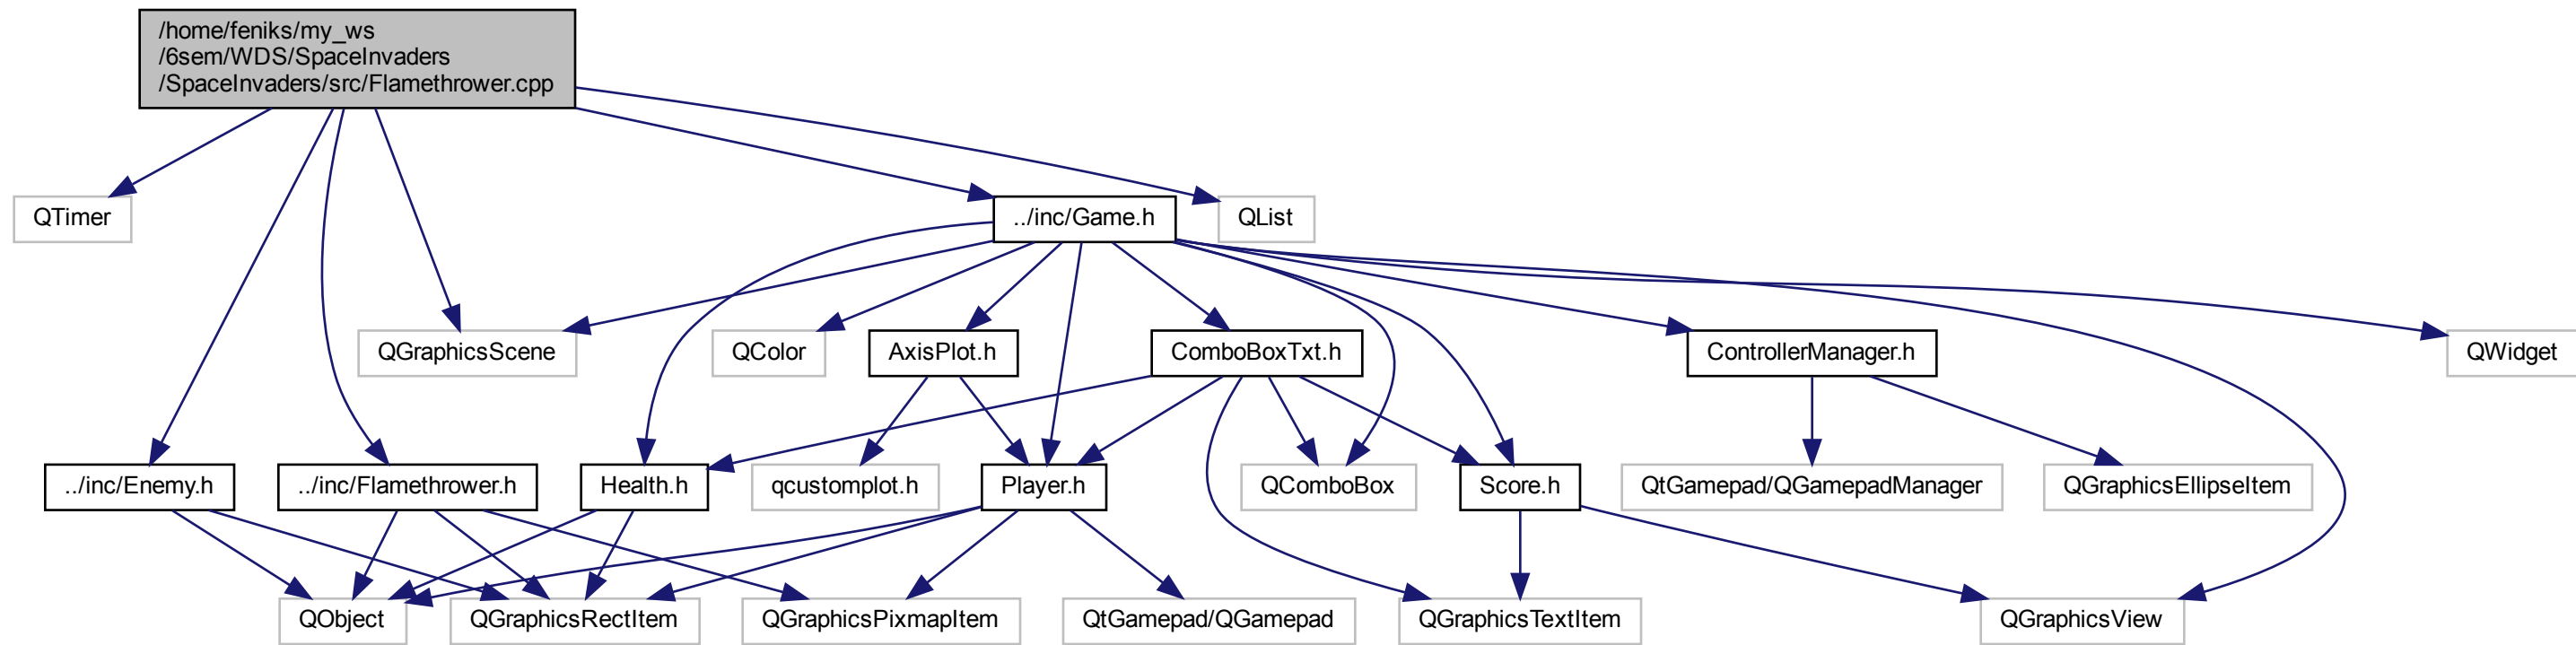 /home/feniks/my_ws
/6sem/WDS/SpaceInvaders
/SpaceInvaders/src/Flamethrower.cpp
QTimer
../inc/Game.h
QList
QGraphicsScene
QColor
AxisPlot.h
ComboBoxTxt.h
ControllerManager.h
QWidget
../inc/Enemy.h
../inc/Flamethrower.h
Health.h
qcustomplot.h
Player.h
QComboBox
Score.h
QtGamepad/QGamepadManager
QGraphicsEllipseItem
QObject
QGraphicsRectItem
QGraphicsPixmapItem
QtGamepad/QGamepad
QGraphicsTextItem
QGraphicsView